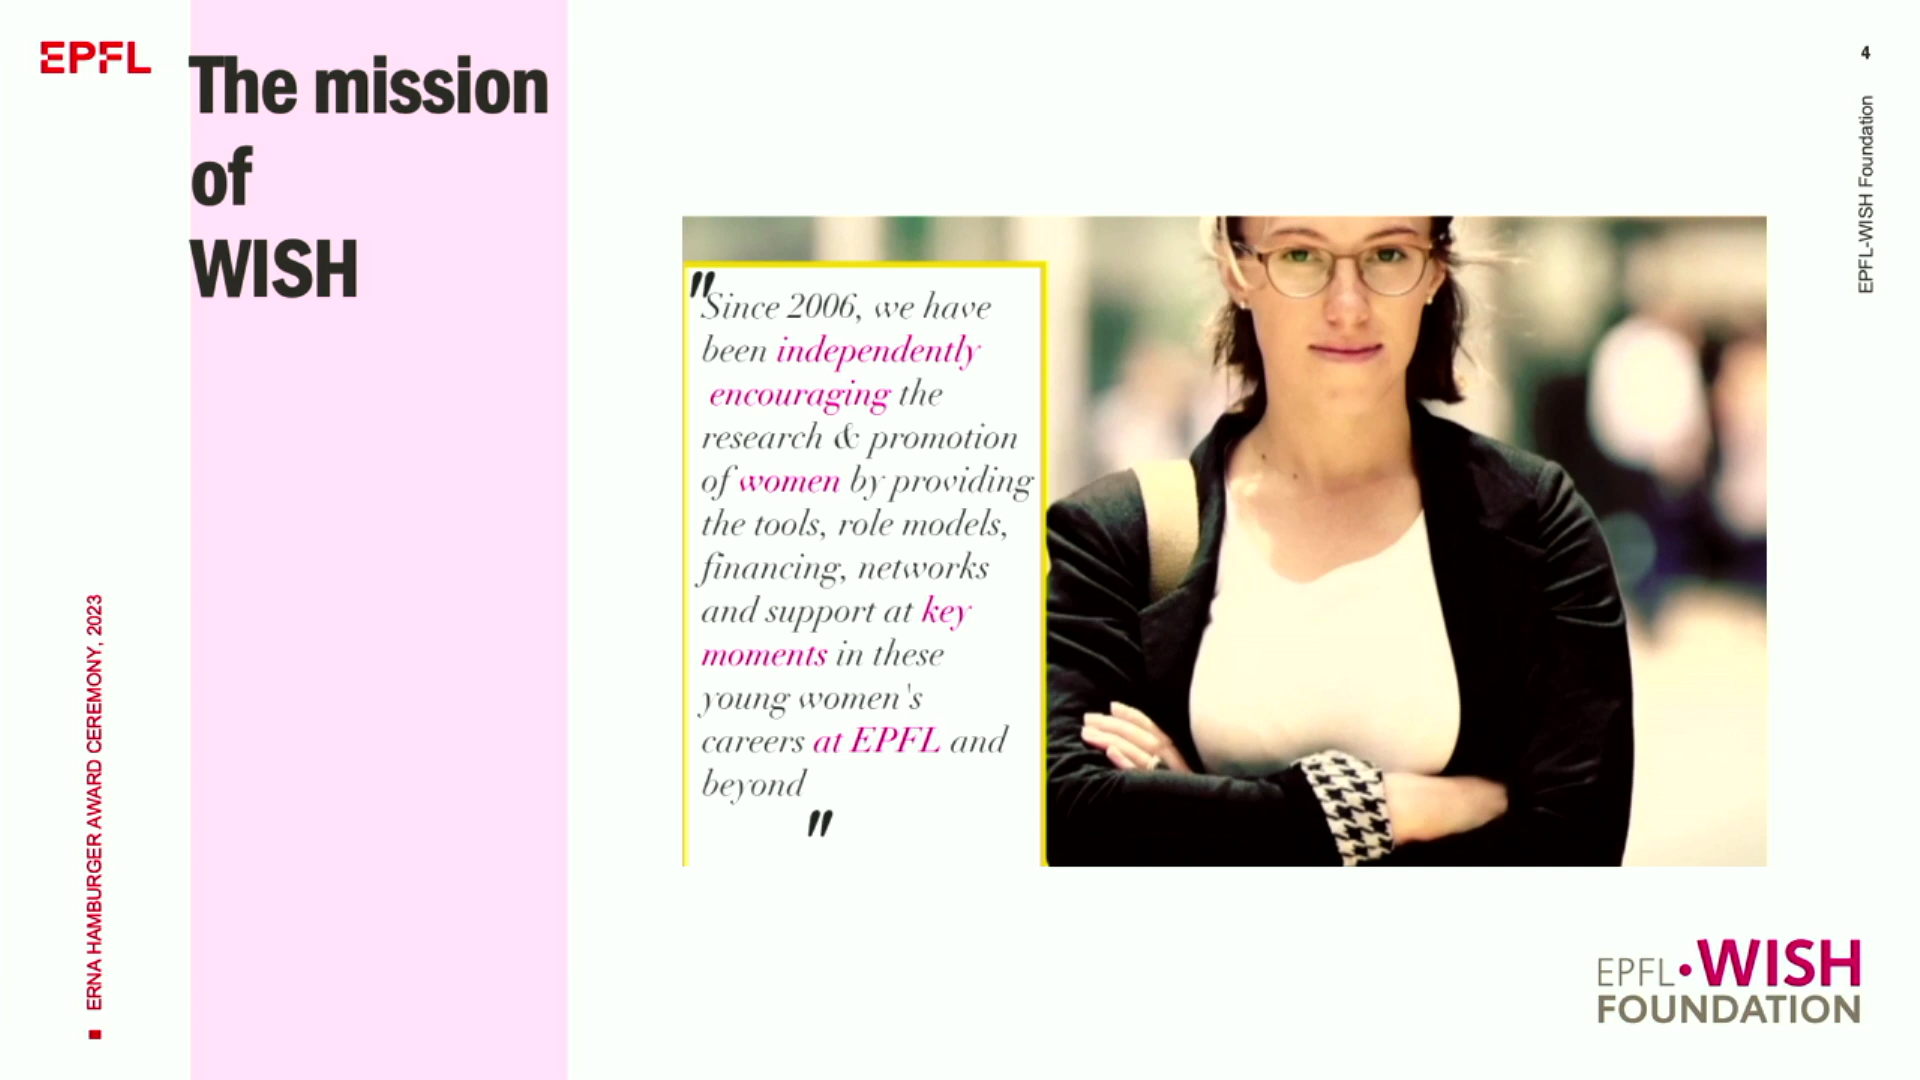 EPFL
The mission
of
WISH
4
EPFL-WISH Foundation
"
Since 2006, we have
been independently
encouraging the
research & promotion
of women by providing
the tools, role models,
financing, networks
and support at key
moments in these
young women's
careers at EPFL and
beyond
"
ERNA HAMBURGER AWARD CEREMONY, 2023
EPFL•WISH
FOUNDATION